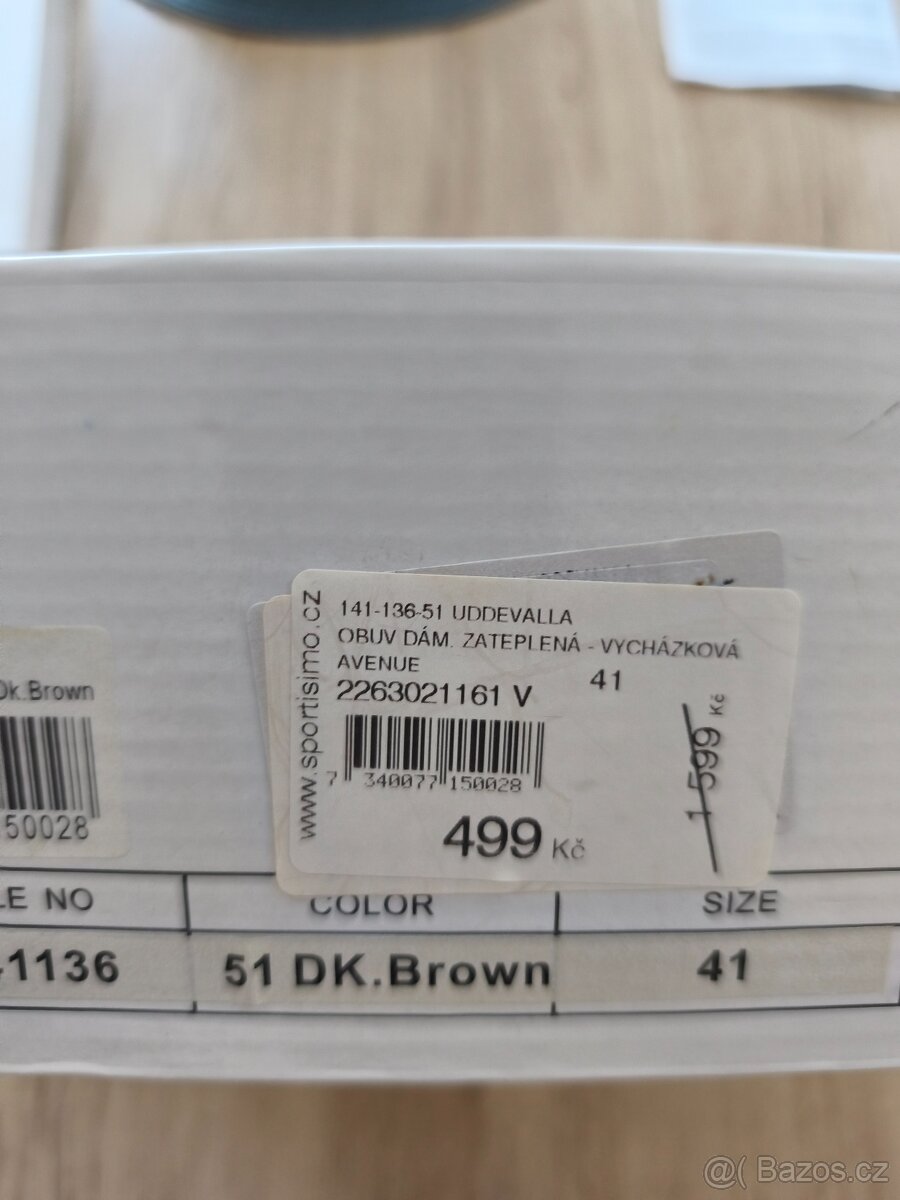 www.sportisimo.cz
141-136-51 UDDEVALLA
OBUV DÁM. ZATEPLENÁ - VYCHÁZKOVÁ
AVENUE
41
2263021161 V
7 340077 150028
499 Kč
1 599 Kč
Dk.Brown
50028
LE NO COLOR SIZE
1136 51 DK.Brown 41
@( Bazos.cz